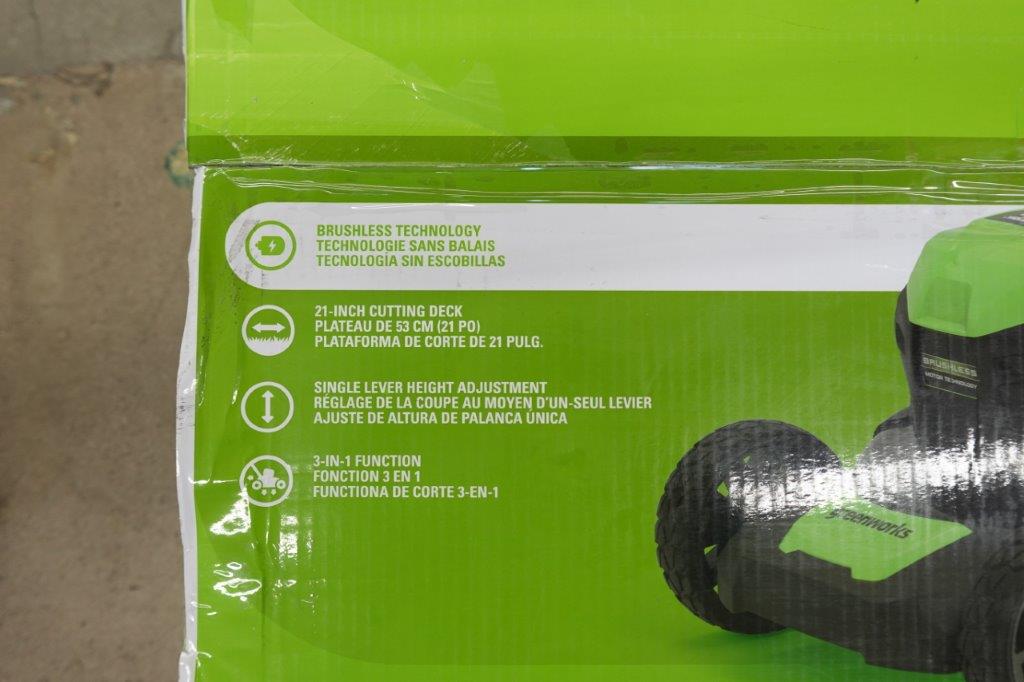 BRUSHLESS TECHNOLOGY
TECHNOLOGIE SANS BALAIS
TECNOLOGÍA SIN ESCOBILLAS
21-INCH CUTTING DECK
PLATEAU DE 53 CM (21 PO)
PLATAFORMA DE CORTE DE 21 PULG.
SINGLE LEVER HEIGHT ADJUSTMENT
RÉGLAGE DE LA COUPE AU MOYEN D'UN-SEUL LEVIER
AJUSTE DE ALTURA DE PALANCA ÚNICA
3-IN-1 FUNCTION
FONCTION 3 EN 1
FUNCTIONA DE CORTE 3-EN-1
BRUSHLESS
MOTOR TECHNOLOGY
greenworks